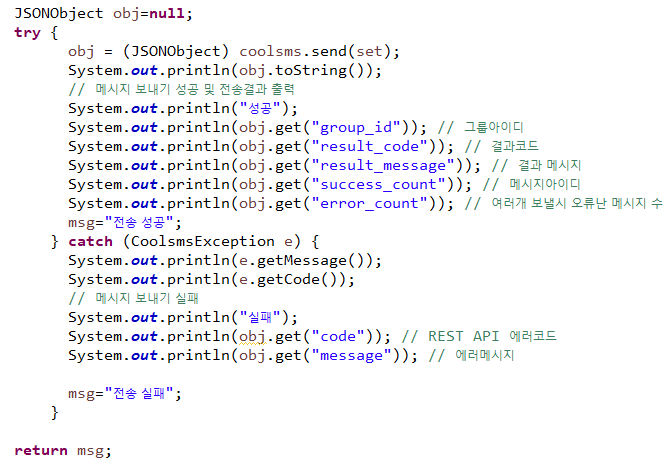 JSONObject obj=null;
try {
obj = (JSONObject) coolsms.send(set);
System.out.println(obj.toString());
// 메시지 보내기 성공 및 전송결과 출력
System.out.println("성공");
System.out.println(obj.get("group_id")); // 그룹아이디
System.out.println(obj.get("result_code")); // 결과코드
System.out.println(obj.get("result_message")); // 결과 메시지
System.out.println(obj.get("success_count")); // 메시지아이디
System.out.println(obj.get("error_count")); // 여러개 보낼시 오류난 메시지 수
msg="전송 성공";
} catch (CoolsmsException e) {
System.out.println(e.getMessage());
System.out.println(e.getCode());
// 메시지 보내기 실패
System.out.println("실패");
System.out.println(obj.get("code")); // REST API 에러코드
System.out.println(obj.get("message")); // 에러메시지
msg="전송 실패";
}
return msg;